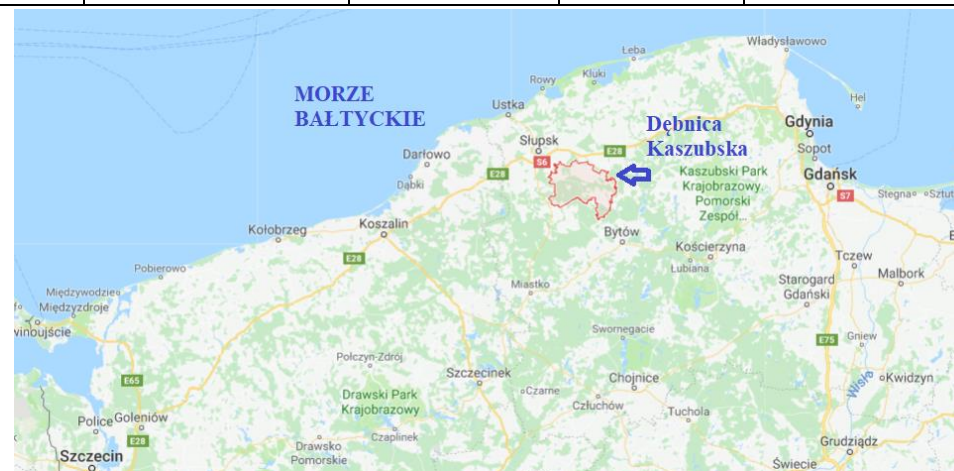 Władysławowo
Łeba
Rowy
Kluki
MORZE
BAŁTYCKIE
Hel
Ustka
Dębnica
Kaszubska
Gdynia
Słupsk
E28
Sopot
Darłowo
S6
Kaszubski Park
Krajobrazowy
Pomorski
Zespół...
Gdańsk
E28
Dąbki
S7
Stegna
Sztut
Kołobrzeg
Koszalin
Bytów
Kościerzyna
E28
Tczew
Pobierowo
Lubiana
Malbork
Starogard
Gdański
Międzywodzie
Międzyzdroje
Miastko
winoujście
Swornegacie
E75
Gniew
Połczyn-Zdrój
Szczecinek
Chojnice
Wisła
Kwidzyn
E65
Drawski Park
Krajobrazowy
Czarne
Człuchów
Tuchola
Police
Goleniów
Czaplinek
E28
Drawsko
Pomorskie
Grudziądz
Szczecin
Świecie